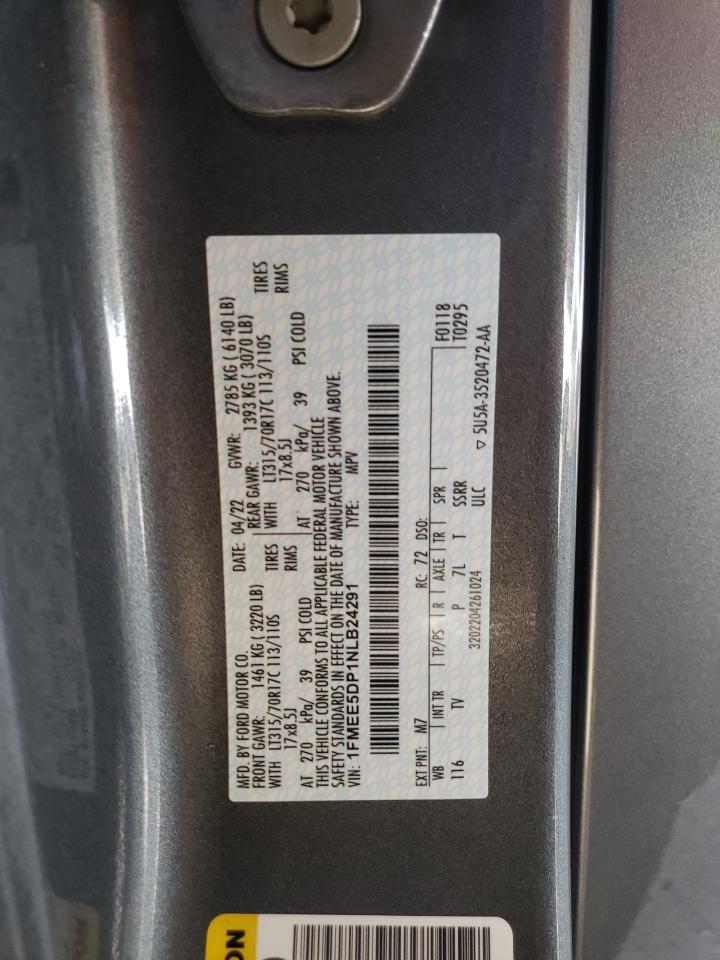 MFD. BY FORD MOTOR CO.
DATE: 04/22 GVWR: 2785 KG ( 6140 LB)
FRONT GAWR: 1461 KG ( 3220 LB) REAR GAWR: 1393 KG ( 3070 LB)
WITH LT315/70R17C 113/110S TIRES WITH LT315/70R17C 113/110S TIRES
17x8.5J RIMS 17x8.5J RIMS
AT 270 kPa/ 39 PSI COLD AT 270 kPa/ 39 PSI COLD
THIS VEHICLE CONFORMS TO ALL APPLICABLE FEDERAL MOTOR VEHICLE
SAFETY STANDARDS IN EFFECT ON THE DATE OF MANUFACTURE SHOWN ABOVE.
VIN: 1FMEE5DP1NLB24291 TYPE: MPV
EXT PNT: M7 RC: 72 DSO: F0118
WB INT TR TP/PS R AXLE TR SPR T0295
116 TV P 7L T SSRR
3202204261024 ULC ▽ 5U5A-3520472-AA
ON